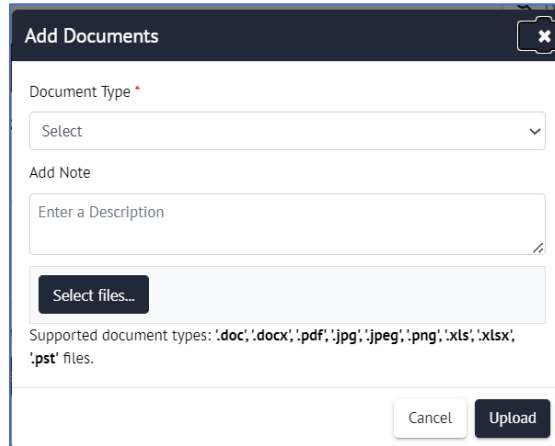 Add Documents
Document Type *
Select
Add Note
Enter a Description
Select files...
Supported document types: '.doc','.docx','.pdf','.jpg','.jpeg','.png','.xls','.xlsx',
'.pst' files.
Cancel Upload